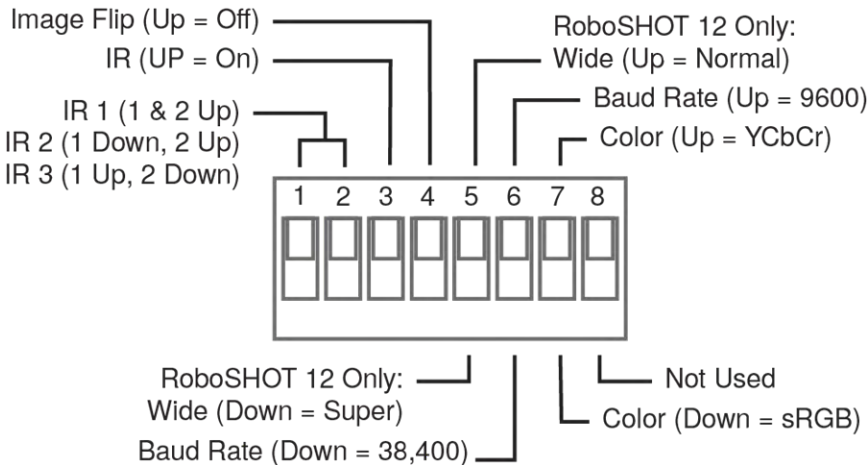 Image Flip (Up = Off)
IR (UP = On)
IR 1 (1 & 2 Up)
IR 2 (1 Down, 2 Up)
IR 3 (1 Up, 2 Down)
RoboSHOT 12 Only:
Wide (Up = Normal)
Baud Rate (Up = 9600)
Color (Up = YCbCr)
1 2 3 4 5 6 7 8
RoboSHOT 12 Only:
Wide (Down = Super)
Baud Rate (Down = 38,400)
Not Used
Color (Down = sRGB)